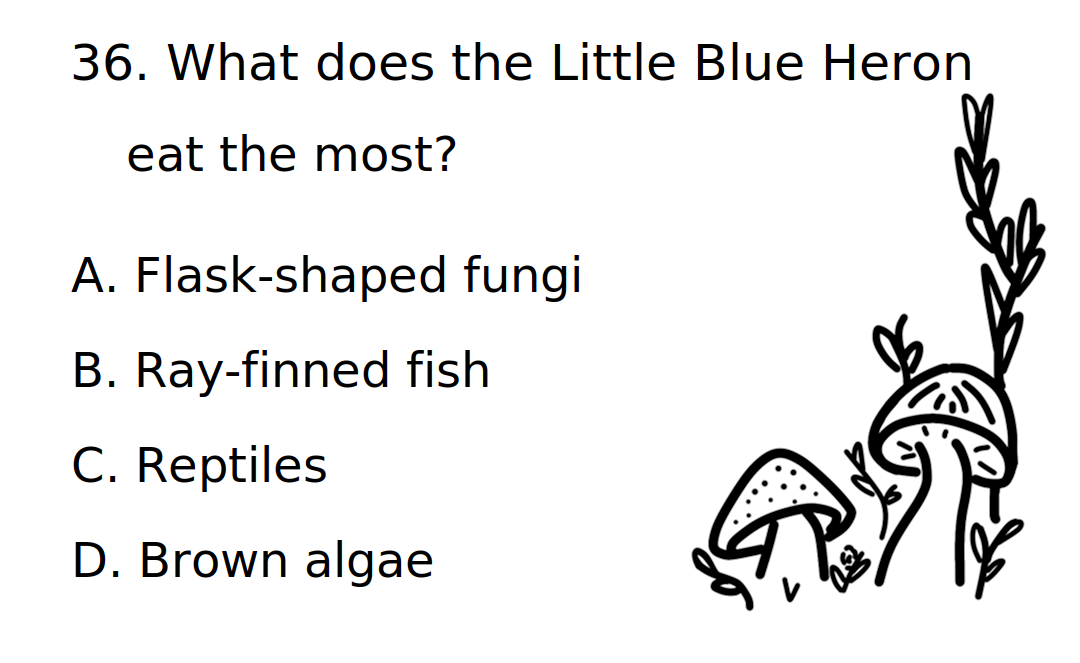 36. What does the Little Blue Heron
eat the most?
A. Flask-shaped fungi
B. Ray-finned fish
C. Reptiles
D. Brown algae